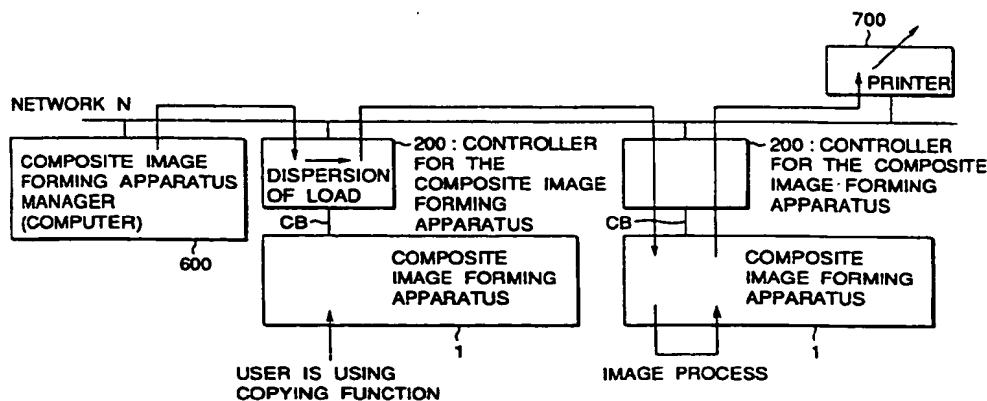 700
PRINTER
NETWORK N
COMPOSITE IMAGE
FORMING APPARATUS
MANAGER
(COMPUTER)
600
DISPERSION
OF LOAD
200 : CONTROLLER
FOR THE
COMPOSITE IMAGE
FORMING
APPARATUS
CB
COMPOSITE
IMAGE FORMING
APPARATUS
1
USER IS USING
COPYING FUNCTION
200 : CONTROLLER
FOR THE COMPOSITE
IMAGE FORMING
APPARATUS
CB
COMPOSITE
IMAGE FORMING
APPARATUS
1
IMAGE PROCESS